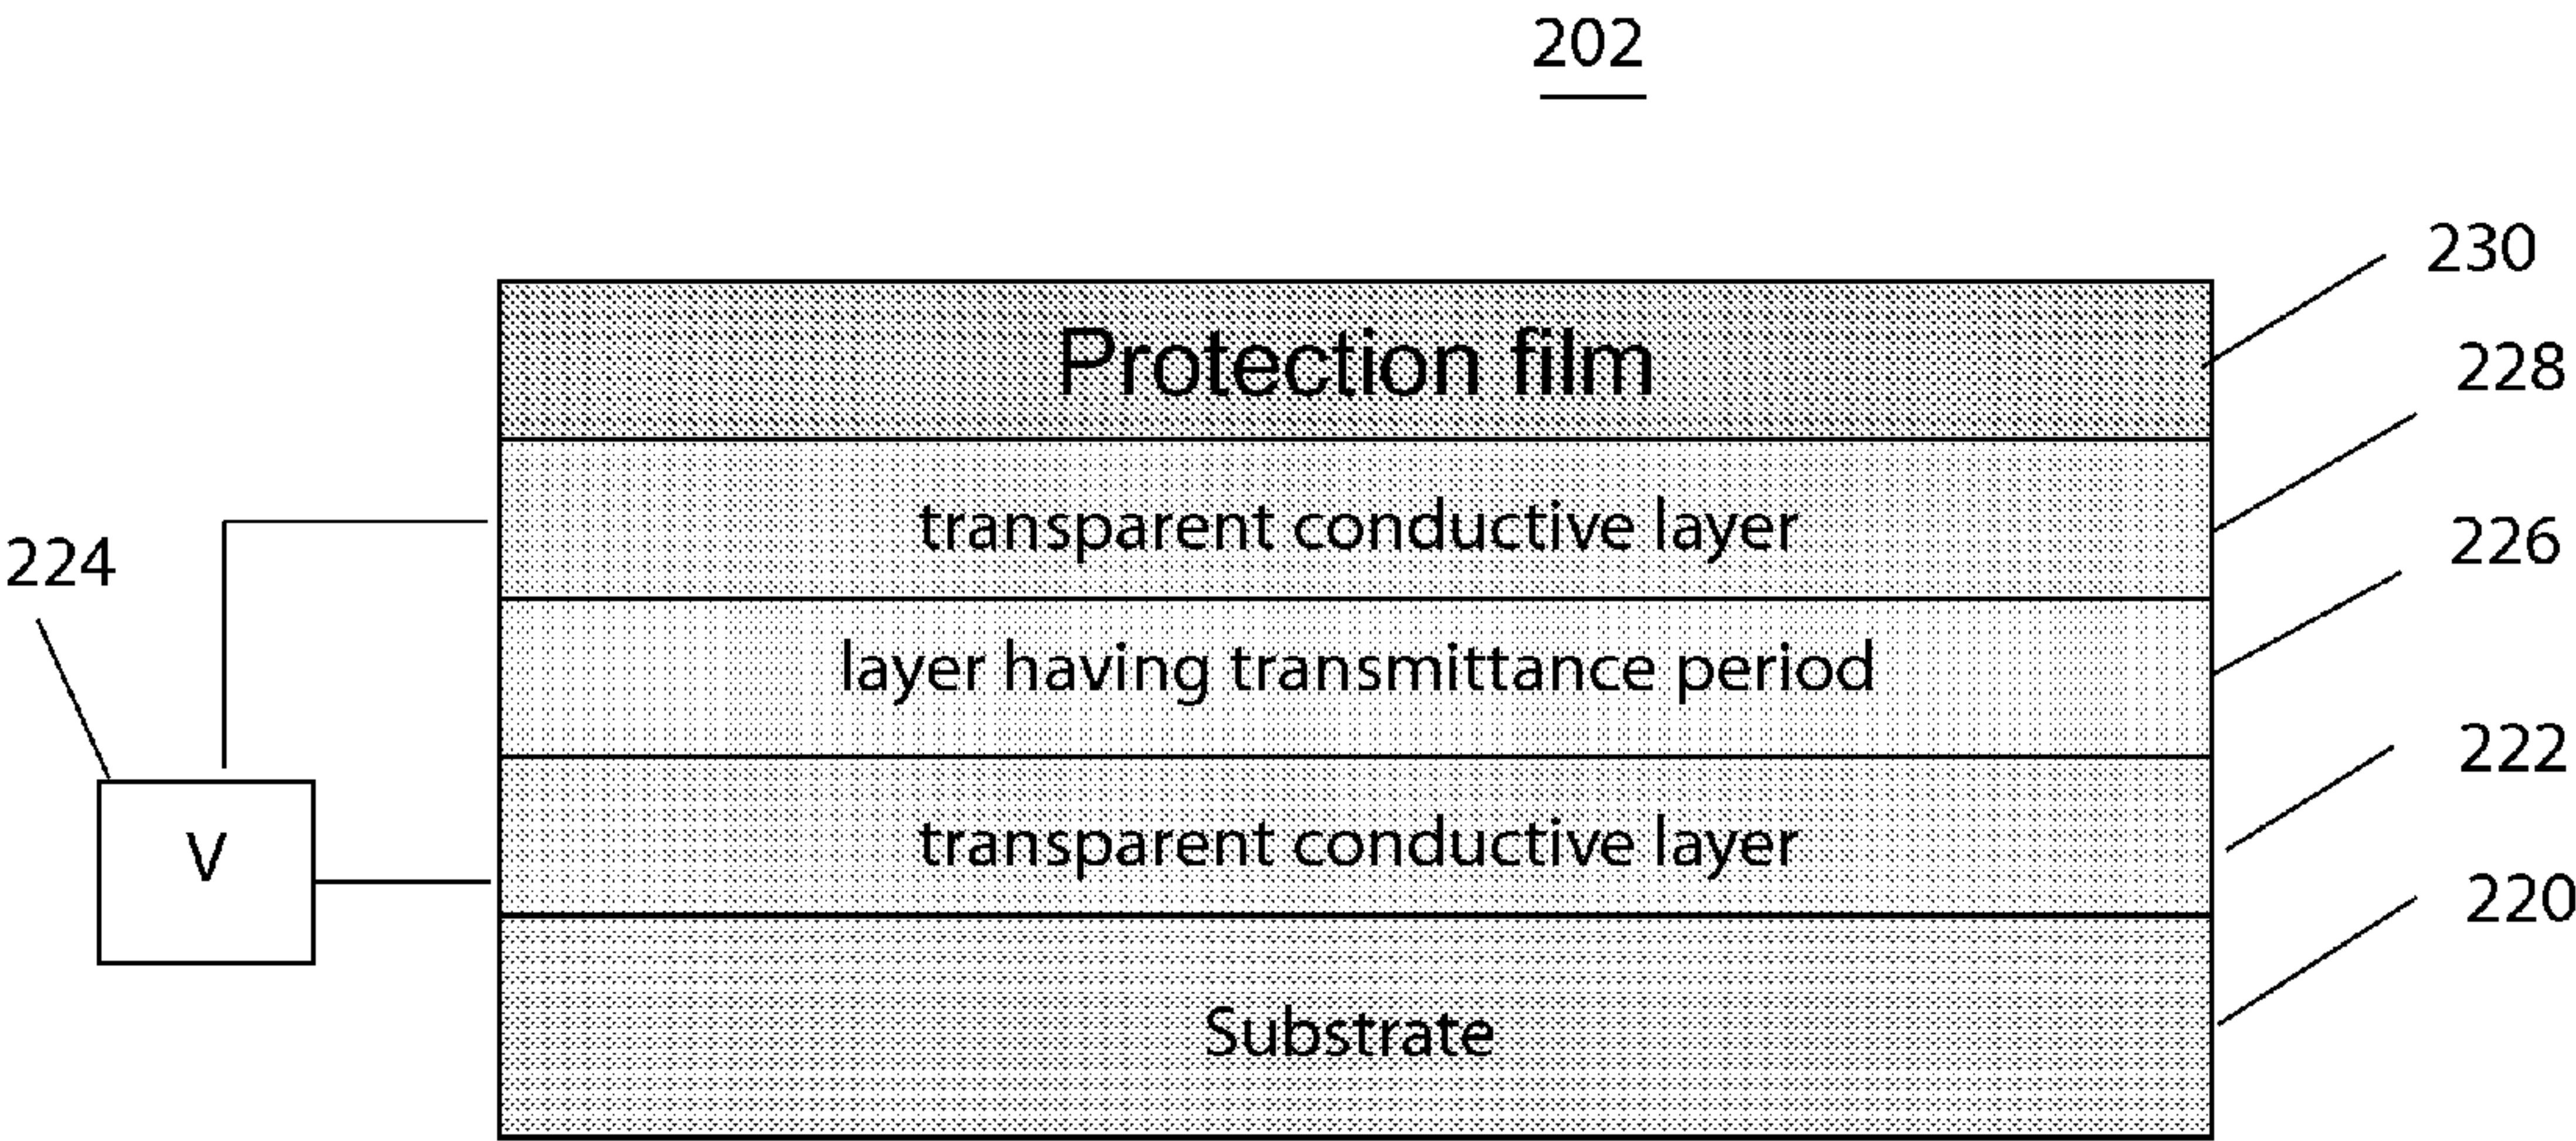 202
230
Protection film
228
transparent conductive layer
226
224
layer having transmittance period
222
transparent conductive layer
V
220
Substrate